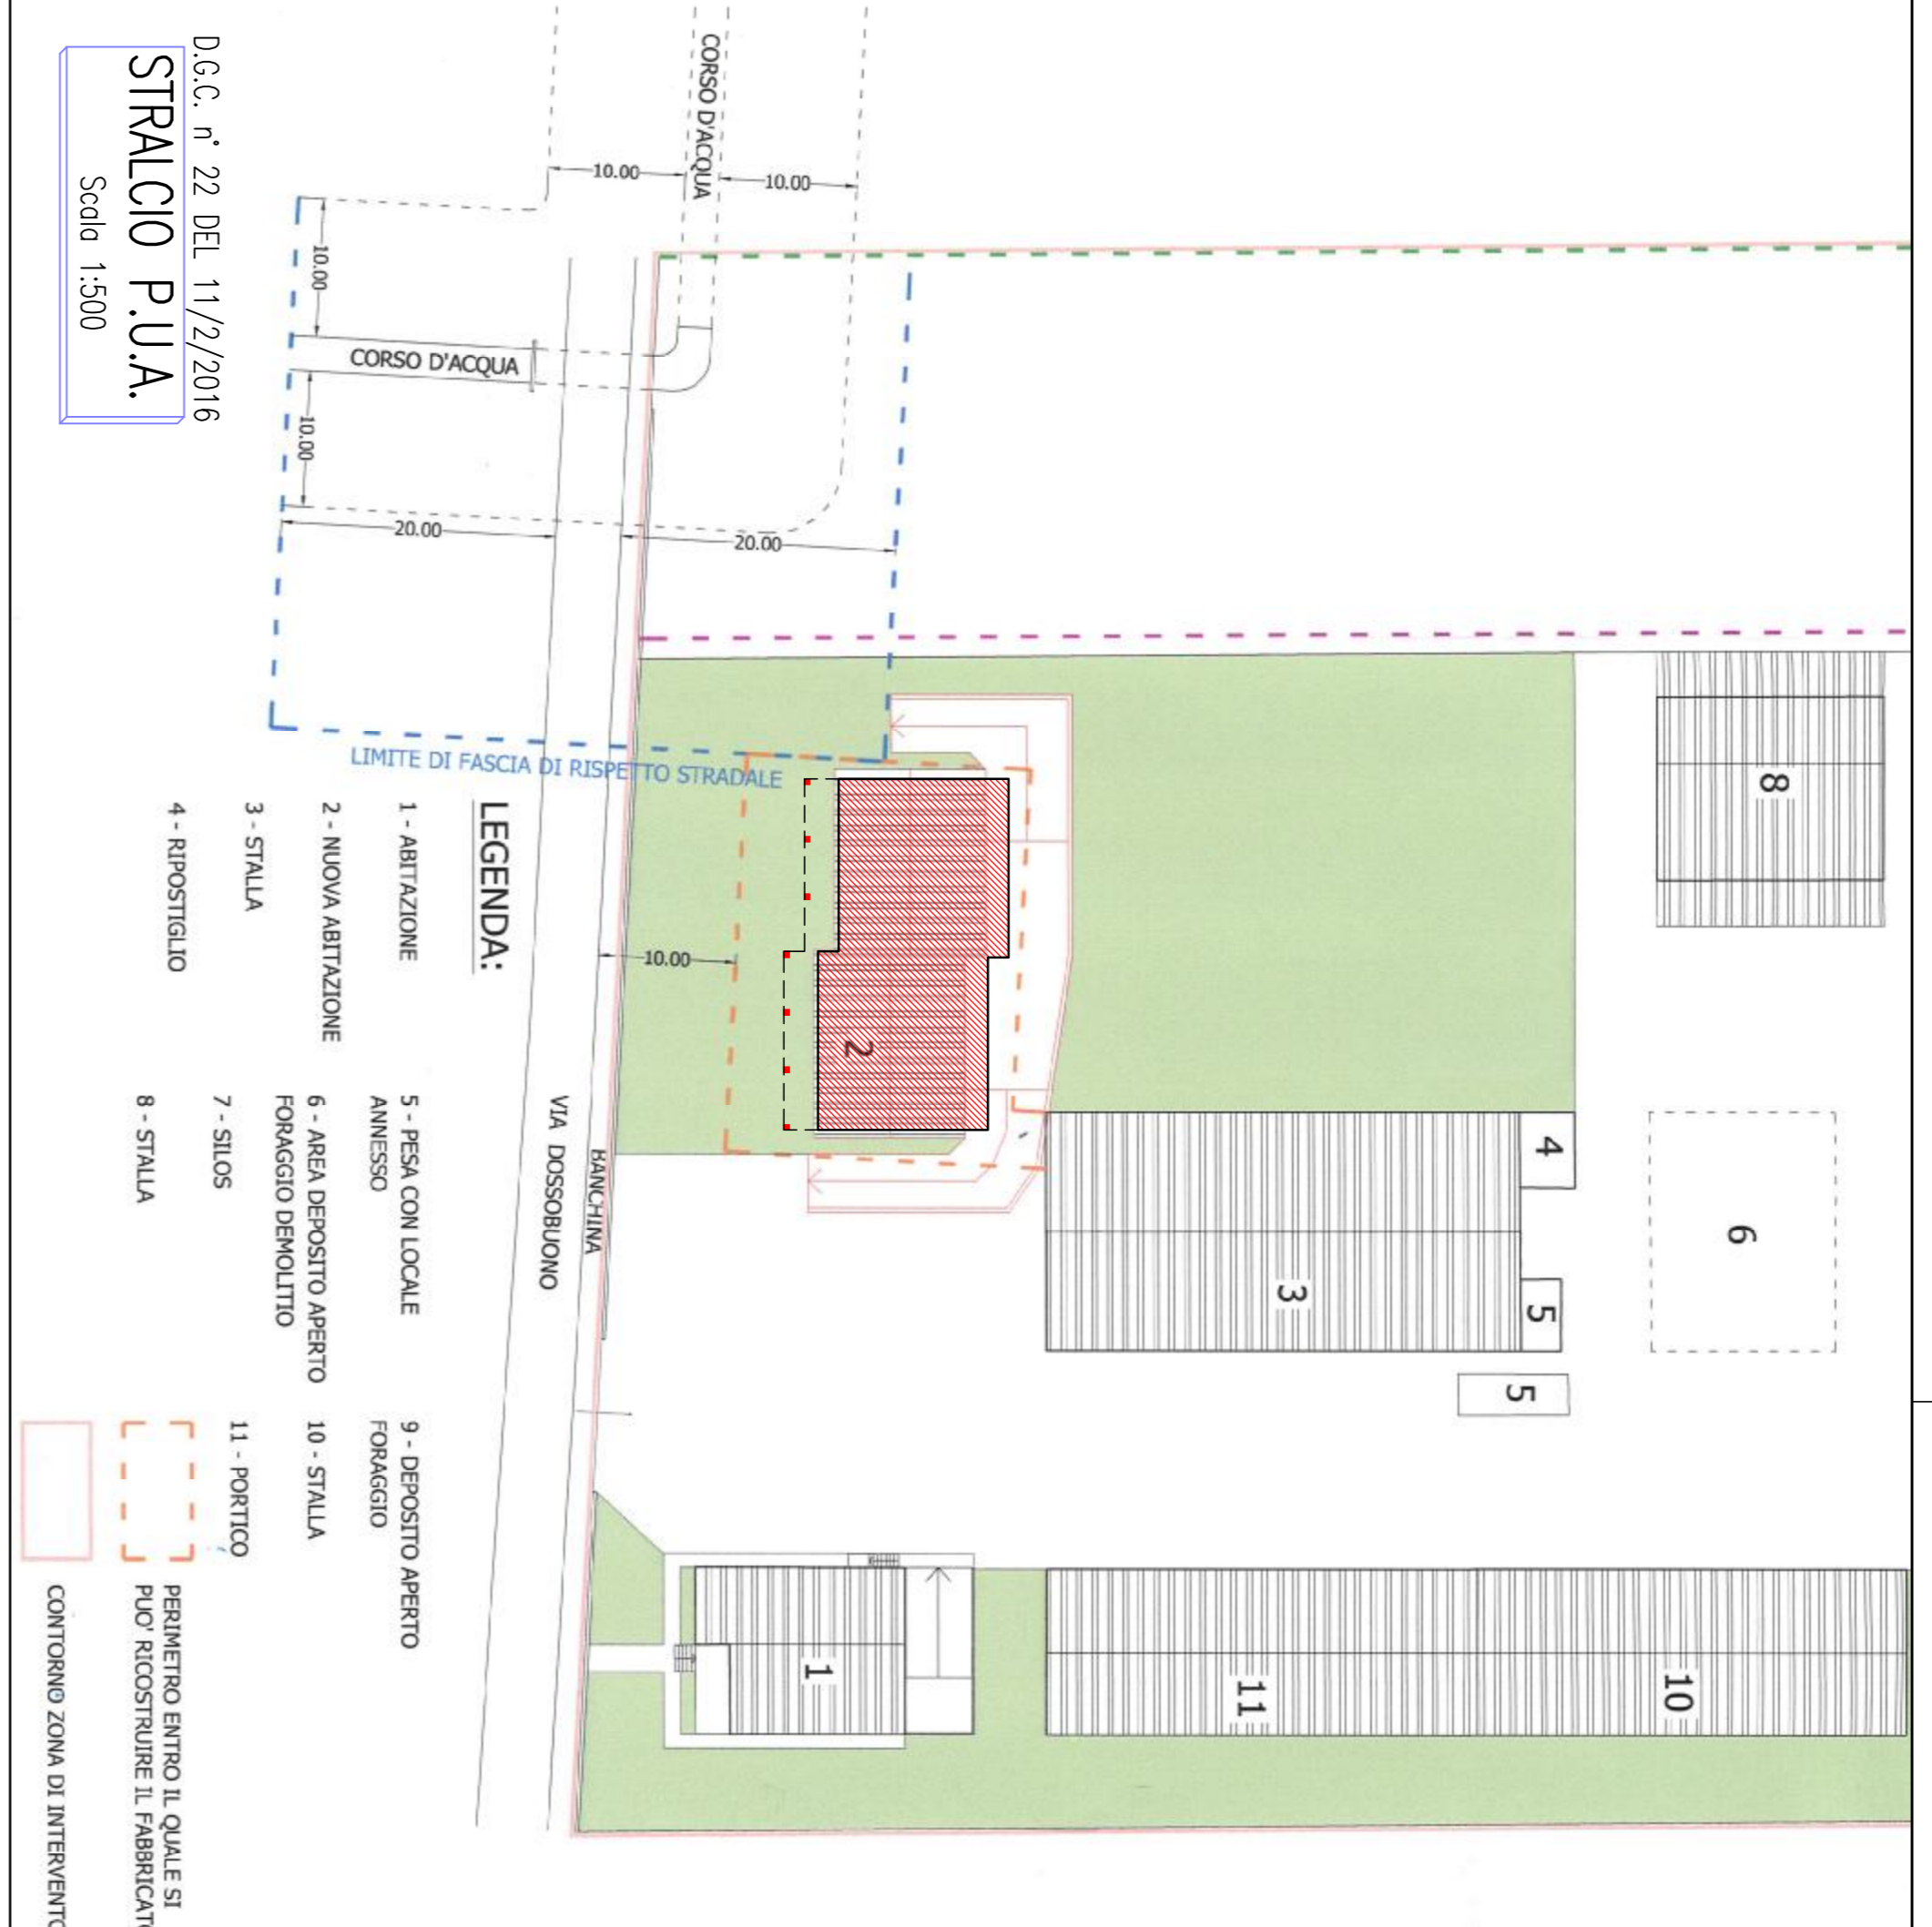 D.G.C. n° 22 DEL 11/2/2016
STRALCIO P.U.A.
Scala 1:500
CORSO D'ACQUA
10.00
10.00
10.00
CORSO D'ACQUA
10.00
20.00
20.00
LIMITE DI FASCIA DI RISPETTO STRADALE
10.00
2
8
4
6
3
5
5
1
11
10
VIA DOSSOBUONO
BANCHINA
LEGENDA:
1 - ABITAZIONE
2 - NUOVA ABITAZIONE
3 - STALLA
4 - RIPOSTIGLIO
5 - PESA CON LOCALE
ANNESSO
6 - AREA DEPOSITO APERTO
FORAGGIO DEMOLITIO
7 - SILOS
8 - STALLA
9 - DEPOSITO APERTO
FORAGGIO
10 - STALLA
11 - PORTICO
PERIMETRO ENTRO IL QUALE SI
PUO' RICOSTRUIRE IL FABBRICATO
CONTORNO ZONA DI INTERVENTO